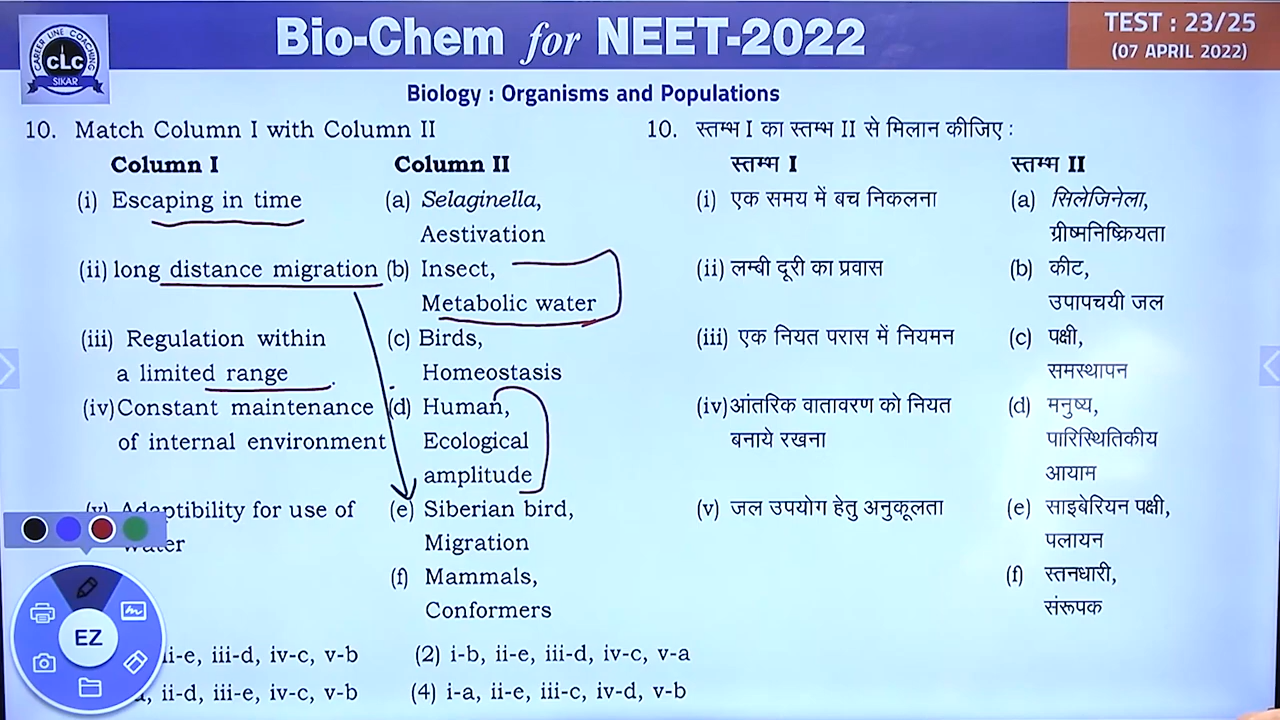 CAREER LINE COACHING
CLC
SIKAR
Bio-Chem for NEET-2022
TEST : 23/25
(07 APRIL 2022)
Biology : Organisms and Populations
10. Match Column I with Column II
Column I Column II
(i) Escaping in time (a) Selaginella,
Aestivation
(ii) long distance migration (b) Insect,
Metabolic water
(iii) Regulation within (c) Birds,
a limited range Homeostasis
(iv) Constant maintenance (d) Human,
of internal environment Ecological
amplitude
(v) Adaptibility for use of (e) Siberian bird,
water Migration
(f) Mammals,
Conformers
ii-e, iii-d, iv-c, v-b (2) i-b, ii-e, iii-d, iv-c, v-a
ii-d, iii-e, iv-c, v-b (4) i-a, ii-e, iii-c, iv-d, v-b
10. स्तम्भ I का स्तम्भ II से मिलान कीजिए :
स्तम्भ I स्तम्भ II
(i) एक समय में बच निकलना (a) सिलेजिनेला,
ग्रीष्मनिष्क्रियता
(ii) लम्बी दूरी का प्रवास (b) कीट,
उपापचयी जल
(iii) एक नियत परास में नियमन (c) पक्षी,
समस्थापन
(iv) आंतरिक वातावरण को नियत (d) मनुष्य,
बनाये रखना पारिस्थितिकीय
आयाम
(v) जल उपयोग हेतु अनुकूलता (e) साइबेरियन पक्षी,
पलायन
(f) स्तनधारी,
संरूपक
EZ